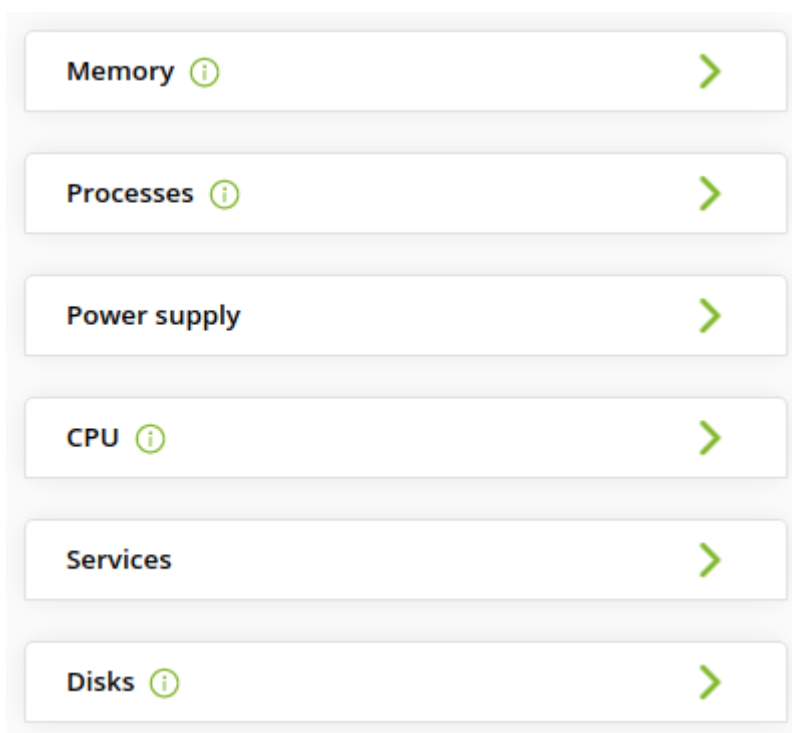 Memory
Processes
Power supply
CPU
Services
Disks